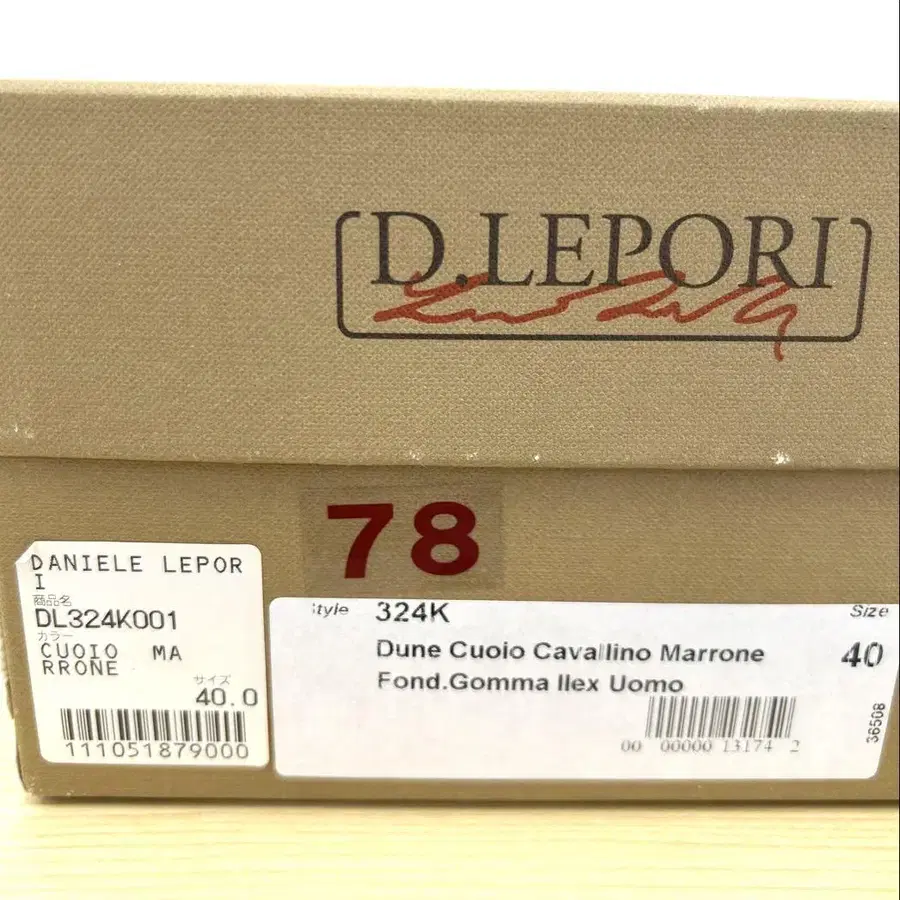 D.LEPORI
78
DANIELE LEPOR
I
商品名
DL324K001
カラー
CUOIO MA
RRONE
サイズ
40.0
111051879000
Style 324K Size
Dune Cuoio Cavallino Marrone 40
Fond.Gomma Ilex Uomo
00 00000 13174 2
36508